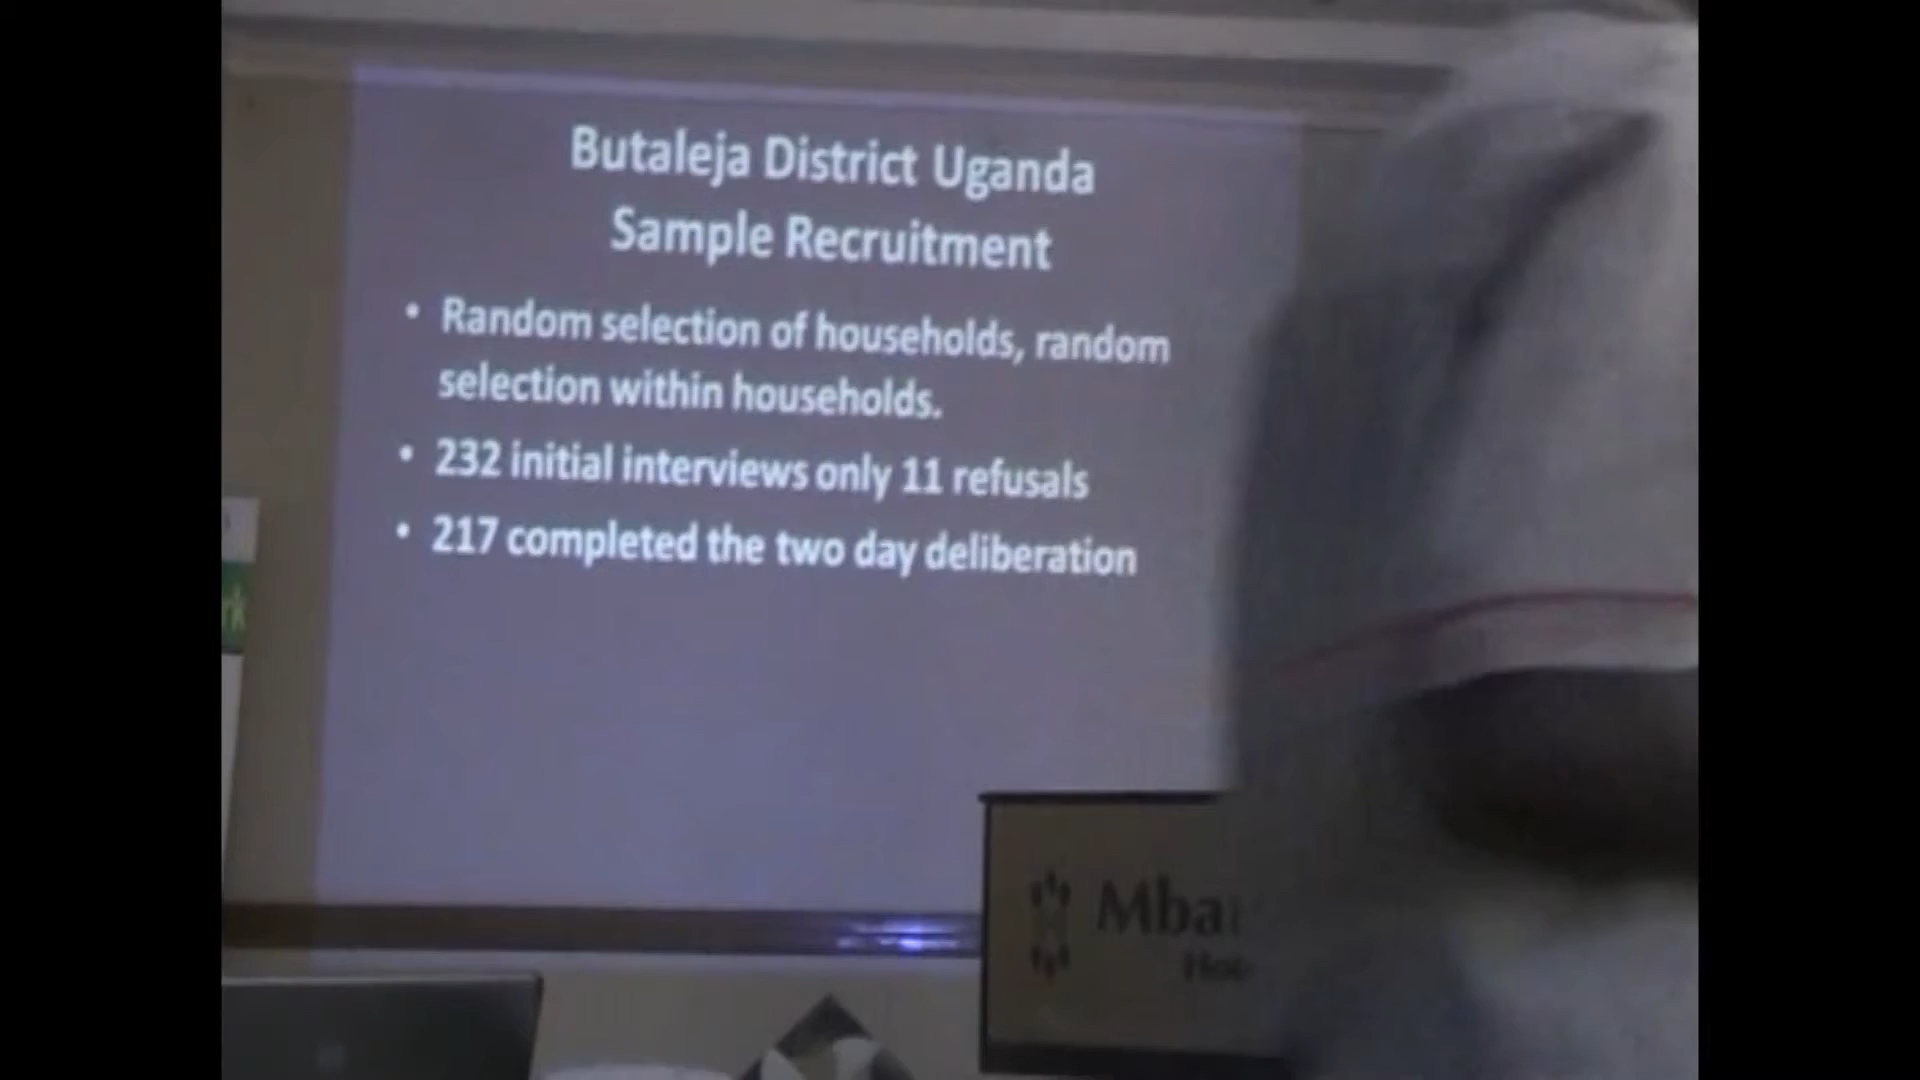 Butaleja District Uganda
Sample Recruitment
• Random selection of households, random
selection within households.
• 232 initial interviews only 11 refusals
• 217 completed the two day deliberation
Mba